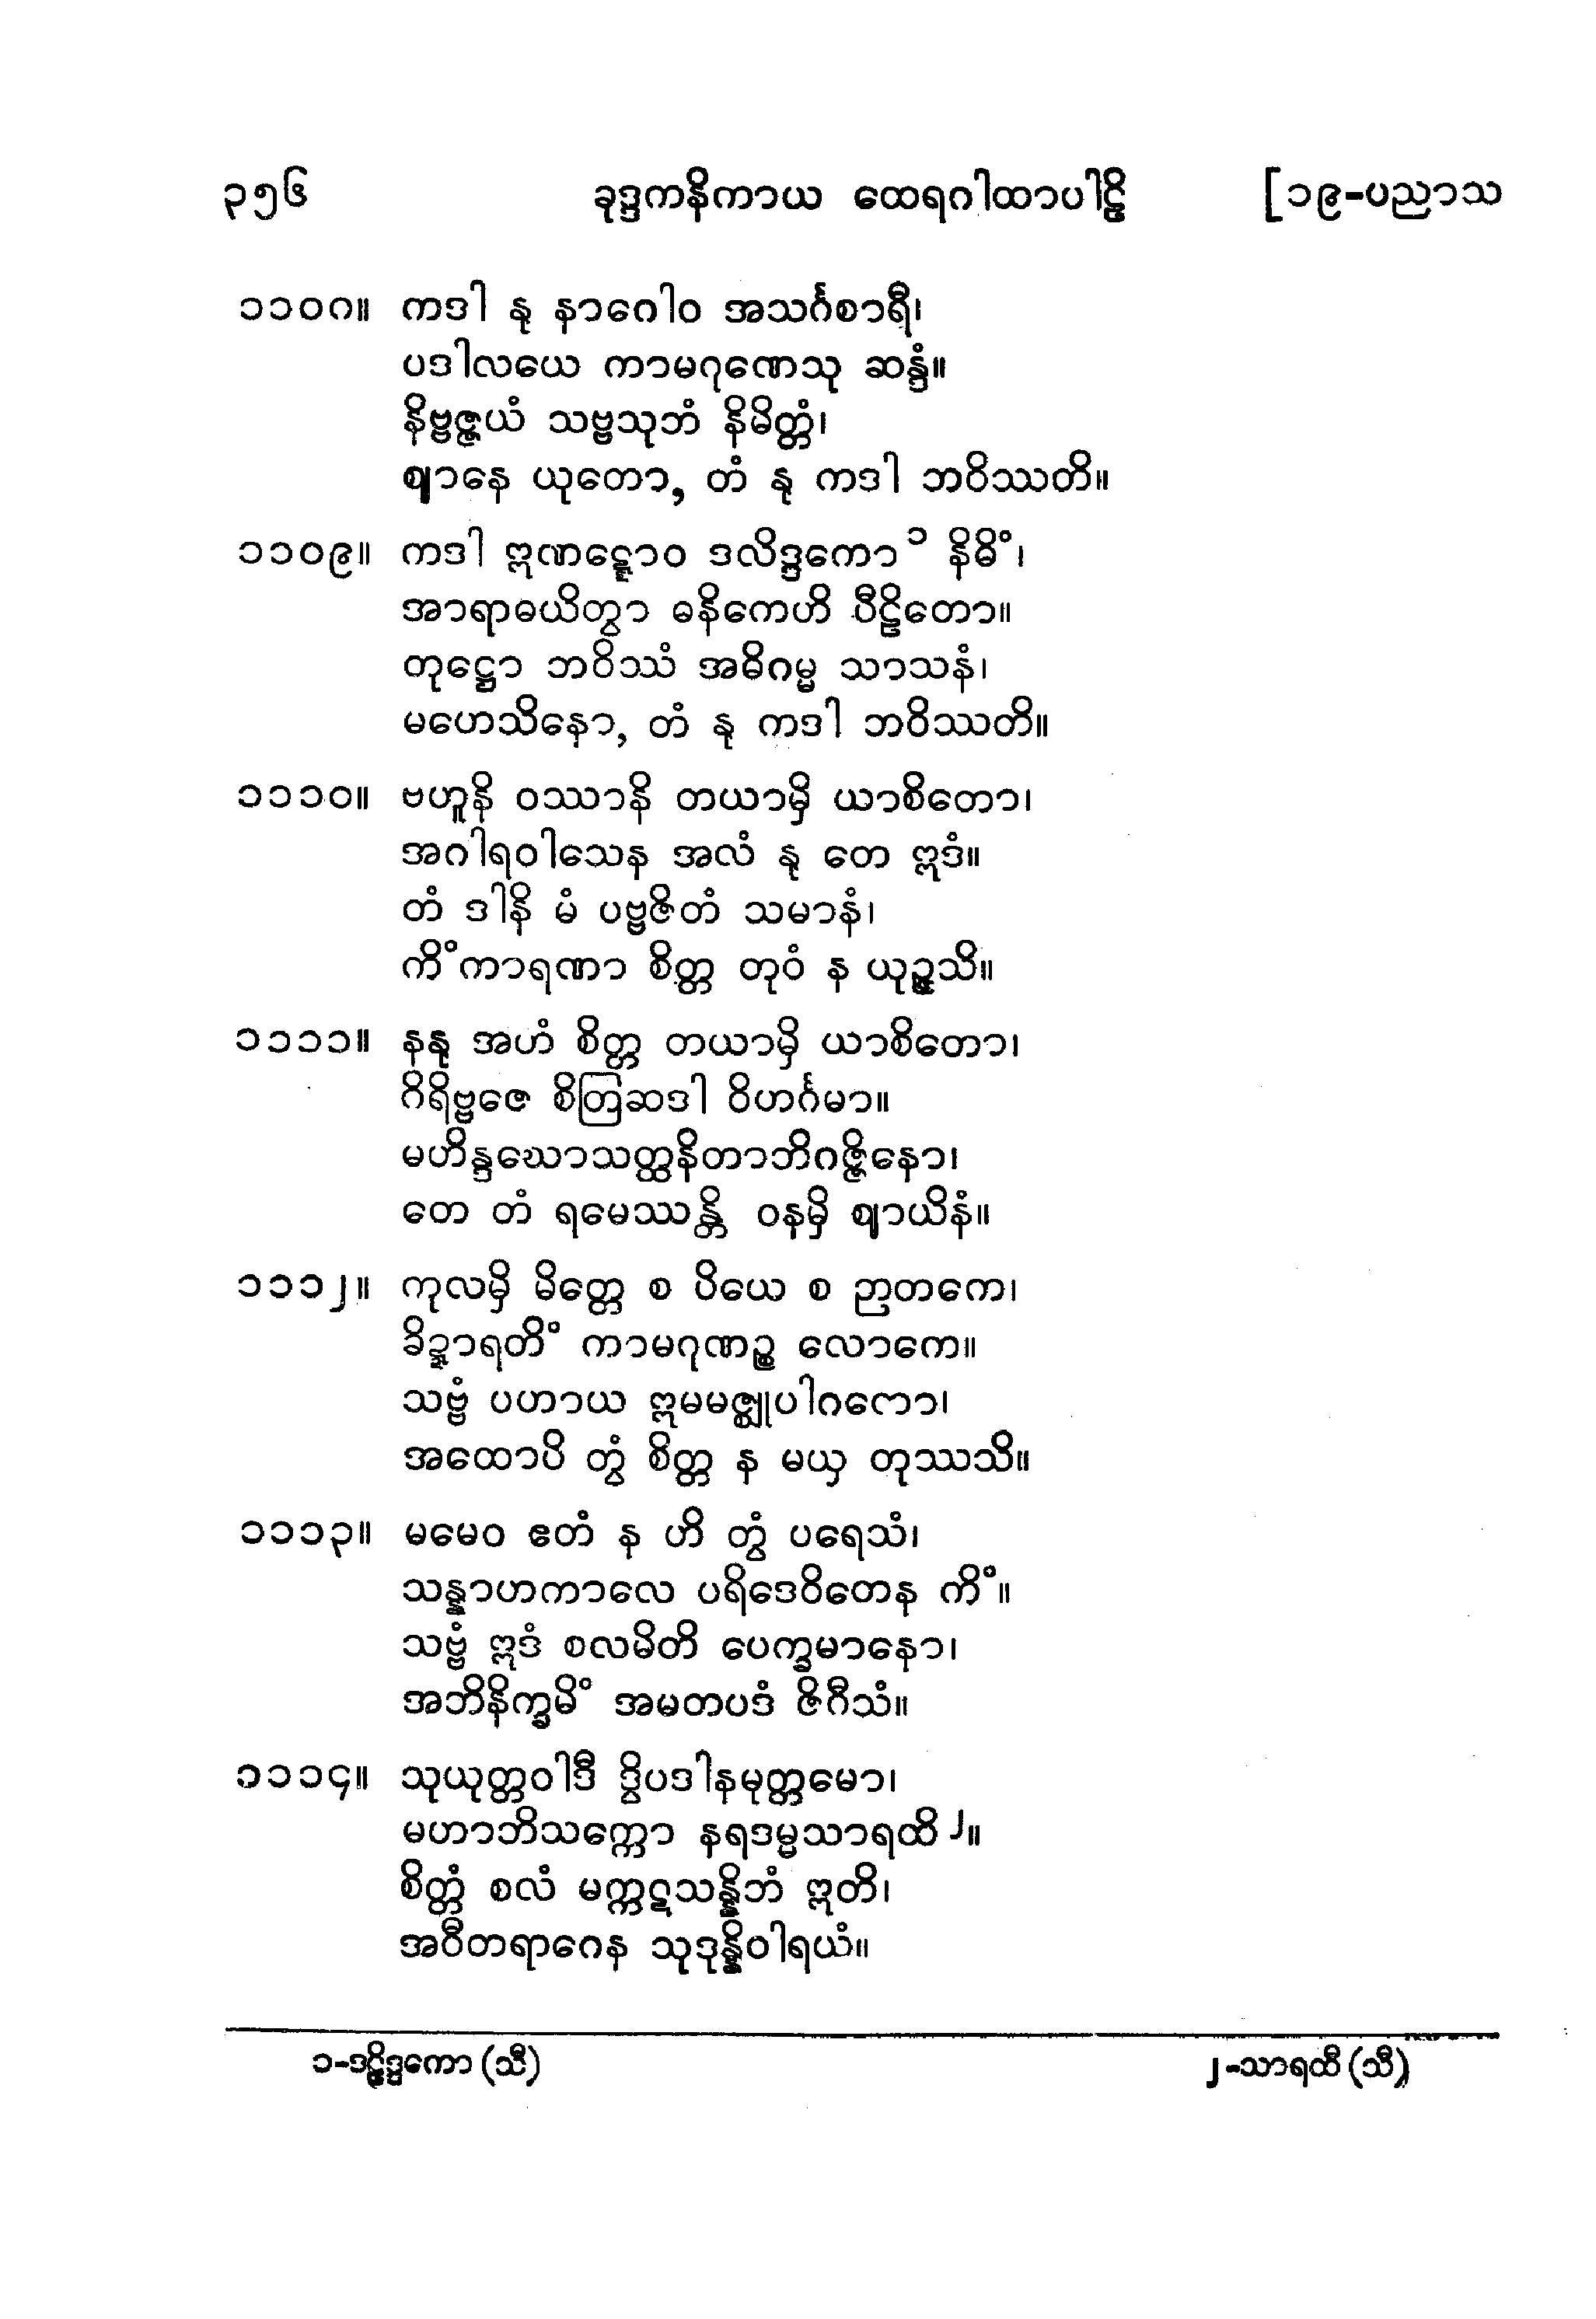 ၃၅၆ ခုဒ္ဒကနိကာယ ထေရဂါထာပါဠိ [၁၉-ပညာသ
၁၁၀၈။ ကဒါ နု နာဂေါဝ အသင်္ဂစာရီ၊
ပဒါလယေ ကာမဂုဏေသု ဆန္ဒံ။
နိဗ္ဗဇ္ဇယံ သဗ္ဗသုဘံ နိမိတ္တံ၊
ဈာနေ ယုတော, တံ နု ကဒါ ဘဝိဿတိ။
၁၁၀၉။ ကဒါ ဣဏဋ္ဋောဝ ဒလိဒ္ဒကော ၁ နိဓိံ၊
အာရာဓယိတွာ ဓနိကေဟိ ပီဠိတော။
တုဋ္ဌော ဘဝိဿံ အဓိဂမ္မ သာသနံ၊
မဟေသိနော, တံ နု ကဒါ ဘဝိဿတိ။
၁၁၁၀။ ဗဟူနိ ဝဿာနိ တယာမှိ ယာစိတော၊
အဂါရဝါသေန အလံ နု တေ ဣဒံ။
တံ ဒါနိ မံ ပဗ္ဗဇိတံ သမာနံ၊
ကိံကာရဏာ စိတ္တ တုဝံ န ယုဉ္ဇသိ။
၁၁၁၁။ နနု အဟံ စိတ္တ တယာမှိ ယာစိတော၊
ဂိရိဗ္ဗဇေ စိတြဆဒါ ဝိဟင်္ဂမာ။
မဟိန္ဒဃောသတ္ထနိတာဘိဂဇ္ဇိနော၊
တေ တံ ရမေဿန္တိ ဝနမှိ ဈာယိနံ။
၁၁၁၂။ ကုလမှိ မိတ္တေ စ ပိယေ စ ဉာတကေ၊
ခိဍ္ဍာရတိံ ကာမဂုဏဉ္စ လောကေ။
သဗ္ဗံ ပဟာယ ဣမမဇ္ဈုပါဂတော၊
အထောပိ တွံ စိတ္တ န မယှ တုဿသိ။
၁၁၁၃။ မမေဝ ဧတံ န ဟိ တွံ ပရေသံ၊
သန္နာဟကာလေ ပရိဒေဝိတေန ကိံ။
သဗ္ဗံ ဣဒံ စလမိတိ ပေက္ခမာနော၊
အဘိနိက္ခမိံ အမတပဒံ ဇိဂီသံ။
၁၁၁၄။ သုယုတ္တဝါဒီ ဒွိပဒါနမုတ္တမော၊
မဟာဘိသက္ကော နရဒမ္မသာရထိ ၂။
စိတ္တံ စလံ မက္ကဋသန္နိဘံ ဣတိ၊
အဝီတရာဂေန သုဒုန္နိဝါရယံ။
၁-ဒဠိဒ္ဒကော (သီ) ၂-သာရထီ (သီ)